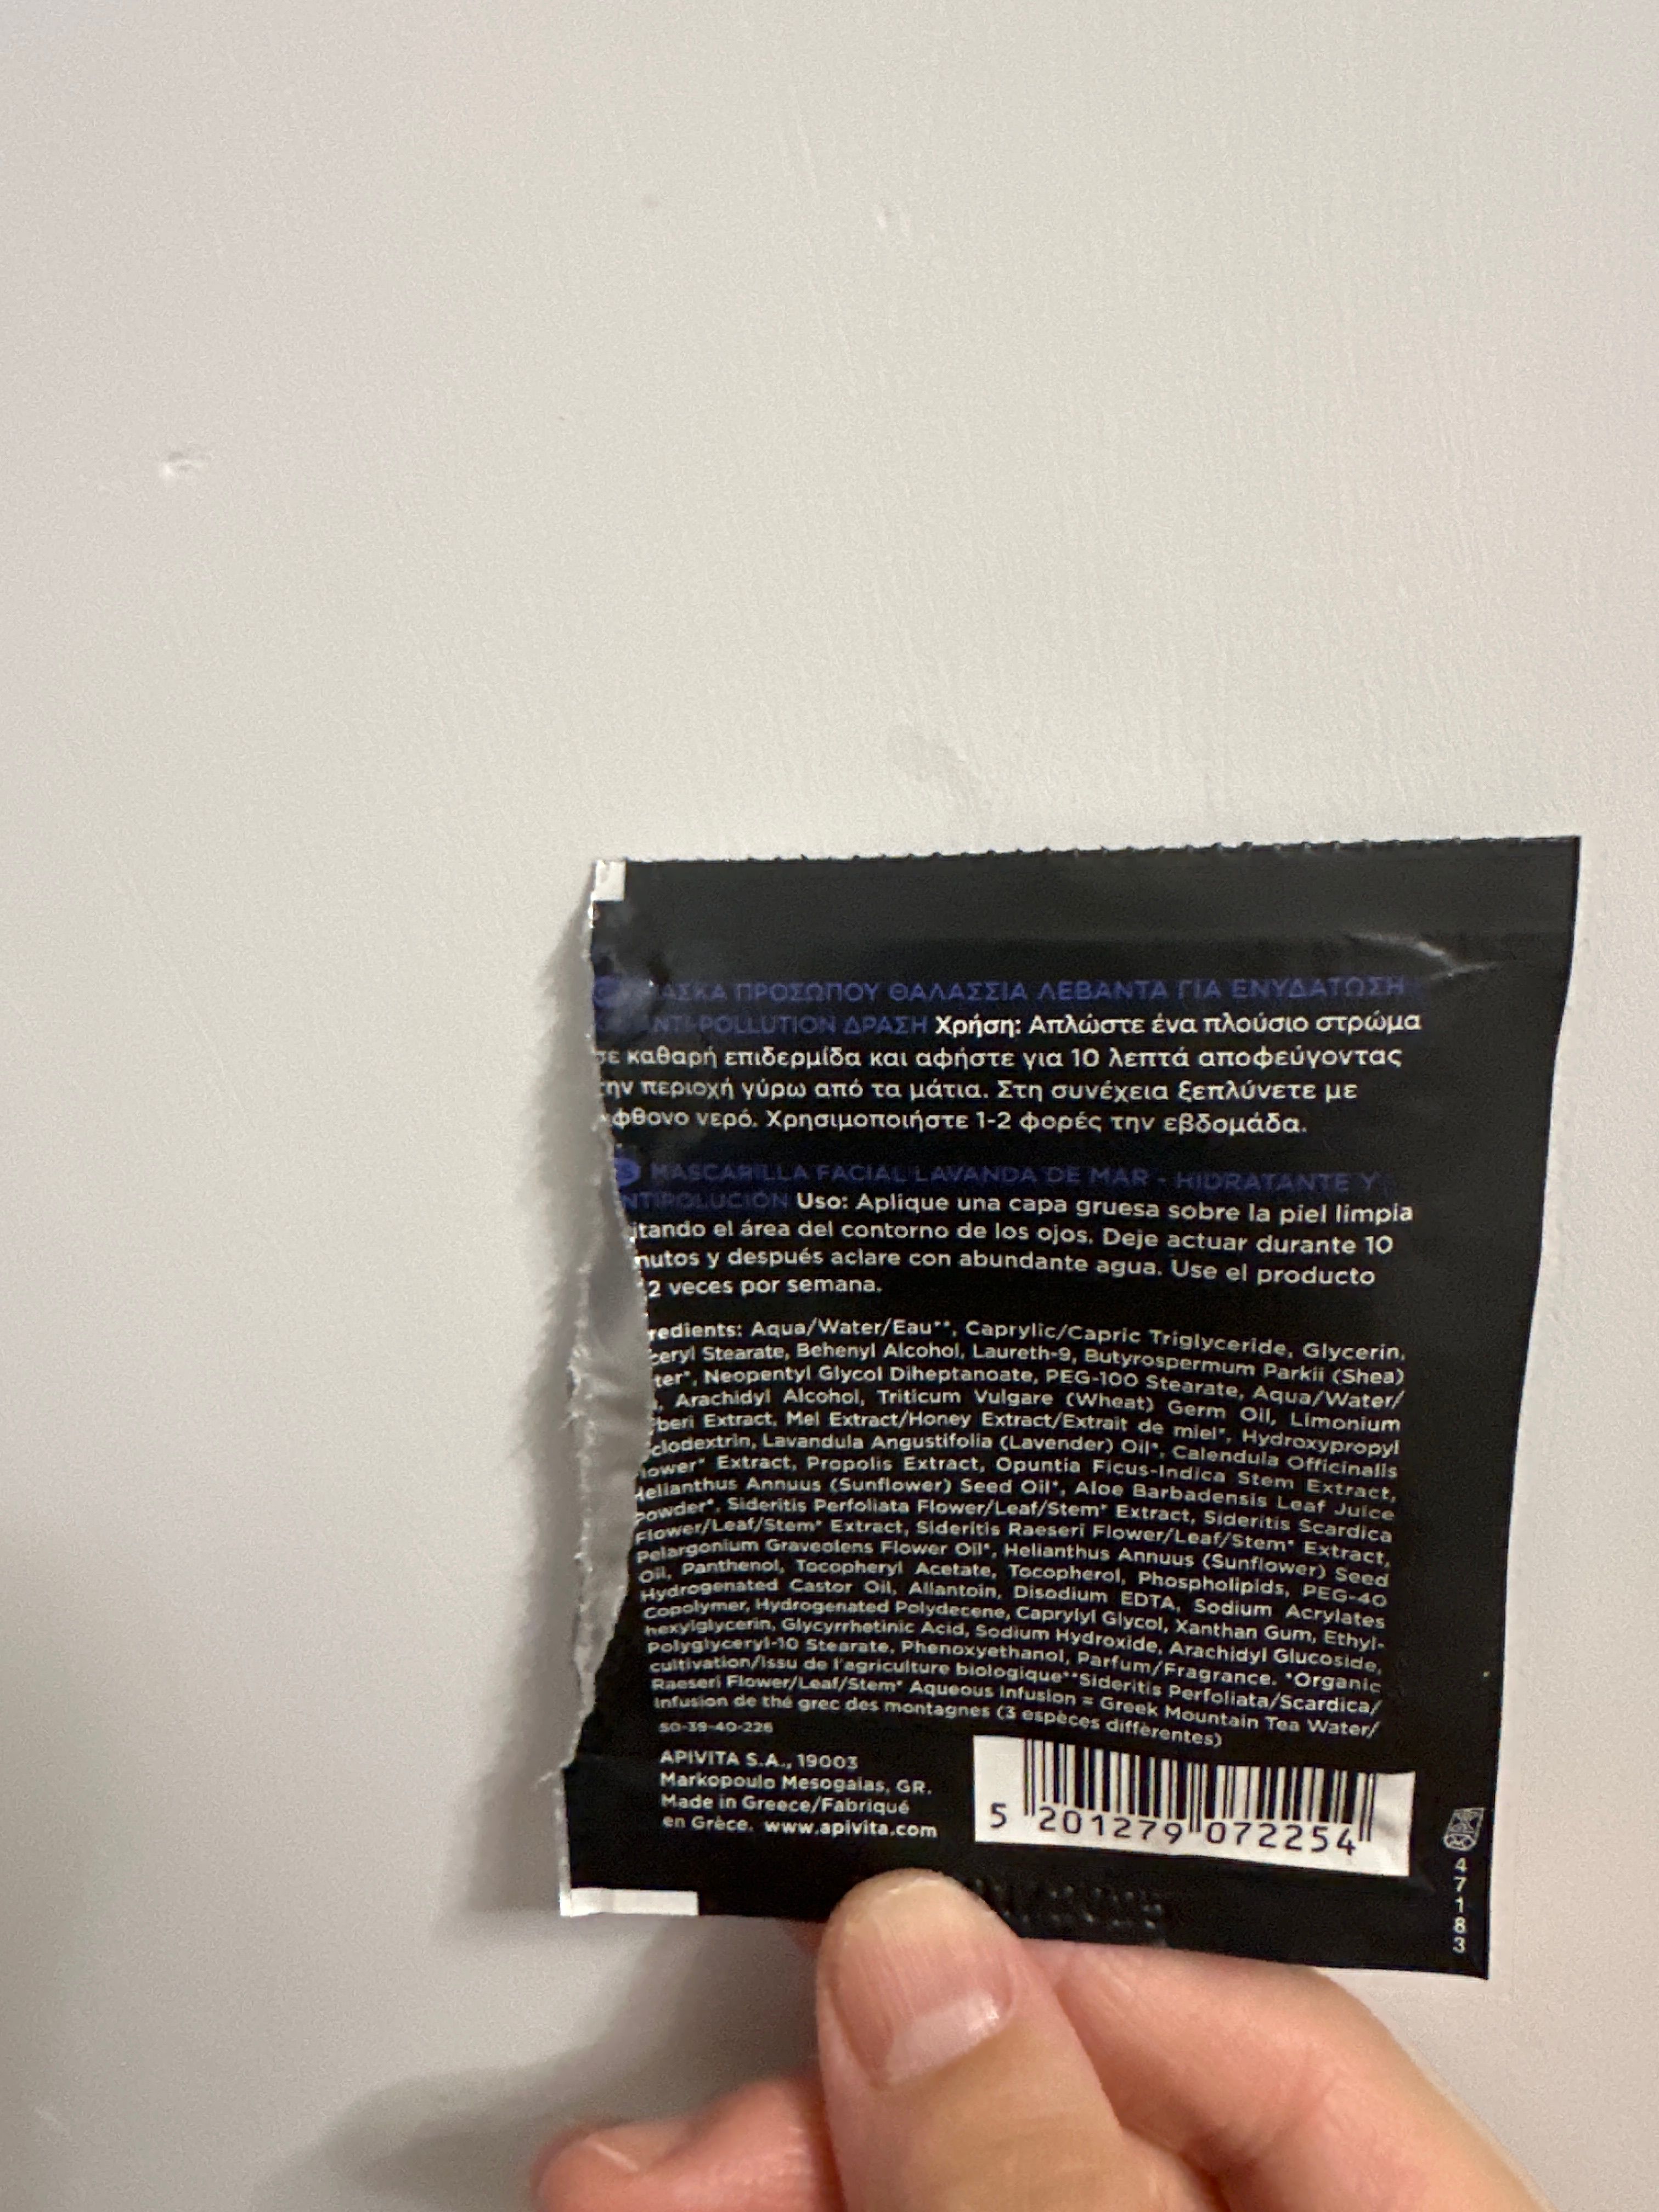 ΠΡΟΣΩΠΟΥ ΘΑΛΑΣΣΙΑ ΛΕΒΑΝΤΑ ΓΙΑ ΕΝΥΔΑΤΩΣΗ
POLLUTION ΔΡΑΣΗ Χρήση: Απλώστε ένα πλούσιο στρώμα
σε καθαρή επιδερμίδα και αφήστε για 10 λεπτά αποφεύγοντας
την περιοχή γύρω από τα μάτια. Στη συνέχεια ξεπλύνετε με
φθονο νερό. Χρησιμοποιήστε 1-2 φορές την εβδομάδα.
MASCARILLA FACIAL LAVANDA DE MAR - HIDRATANTE Y
NTIPOLUCIÓN Uso: Aplique una capa gruesa sobre la piel limpia
itando el área del contorno de los ojos. Deje actuar durante 10
nutos y después aclare con abundante agua. Use el producto
2 veces por semana.
redients: Aqua/Water/Eau**, Caprylic/Capric Triglyceride, Glycerin,
ceryl Stearate, Behenyl Alcohol, Laureth-9, Butyrospermum Parkii (Shea)
ter*, Neopentyl Glycol Diheptanoate, PEG-100 Stearate, Aqua/Water/
, Arachidyl Alcohol, Triticum Vulgare (Wheat) Germ Oil, Limonium
beri Extract, Mel Extract/Honey Extract/Extrait de miel*, Hydroxypropyl
clodextrin, Lavandula Angustifolia (Lavender) Oil*, Calendula Officinalis
lower* Extract, Propolis Extract, Opuntia Ficus-Indica Stem Extract,
Helianthus Annuus (Sunflower) Seed Oil*, Aloe Barbadensis Leaf Juice
Powder*, Sideritis Perfoliata Flower/Leaf/Stem* Extract, Sideritis Scardica
Flower/Leaf/Stem* Extract, Sideritis Raeseri Flower/Leaf/Stem* Extract,
Pelargonium Graveolens Flower Oil*, Helianthus Annuus (Sunflower) Seed
Oil, Panthenol, Tocopheryl Acetate, Tocopherol, Phospholipids, PEG-40
Hydrogenated Castor Oil, Allantoin, Disodium EDTA, Sodium Acrylates
Copolymer, Hydrogenated Polydecene, Caprylyl Glycol, Xanthan Gum, Ethyl-
hexylglycerin, Glycyrrhetinic Acid, Sodium Hydroxide, Arachidyl Glucoside,
Polyglyceryl-10 Stearate, Phenoxyethanol, Parfum/Fragrance. *Organic
cultivation/Issu de l'agriculture biologique**Sideritis Perfoliata/Scardica/
Raeseri Flower/Leaf/Stem* Aqueous Infusion = Greek Mountain Tea Water/
Infusion de thé grec des montagnes (3 espèces diffèrentes)
50-39-40-226
APIVITA S.A., 19003
Markopoulo Mesogaias, GR.
Made in Greece/Fabriqué
en Grèce. www.apivita.com
5 201279 072254
47183